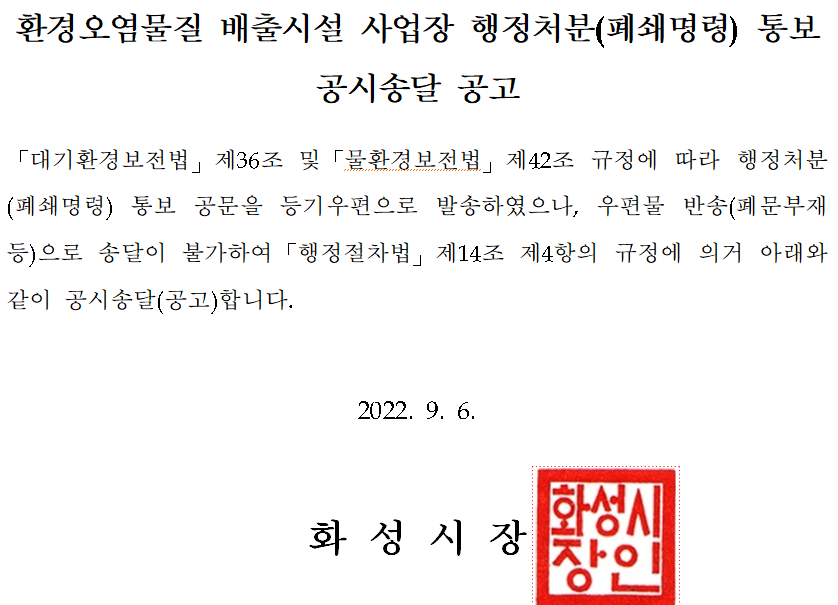 환경오염물질 배출시설 사업장 행정처분(폐쇄명령) 통보
공시송달 공고
「대기환경보전법」제36조 및「물환경보전법」제42조 규정에 따라 행정처분
(폐쇄명령) 통보 공문을 등기우편으로 발송하였으나, 우편물 반송(폐문부재
등)으로 송달이 불가하여「행정절차법」제14조 제4항의 규정에 의거 아래와
같이 공시송달(공고)합니다.
2022. 9. 6.
화 성 시 장
화성시
장인